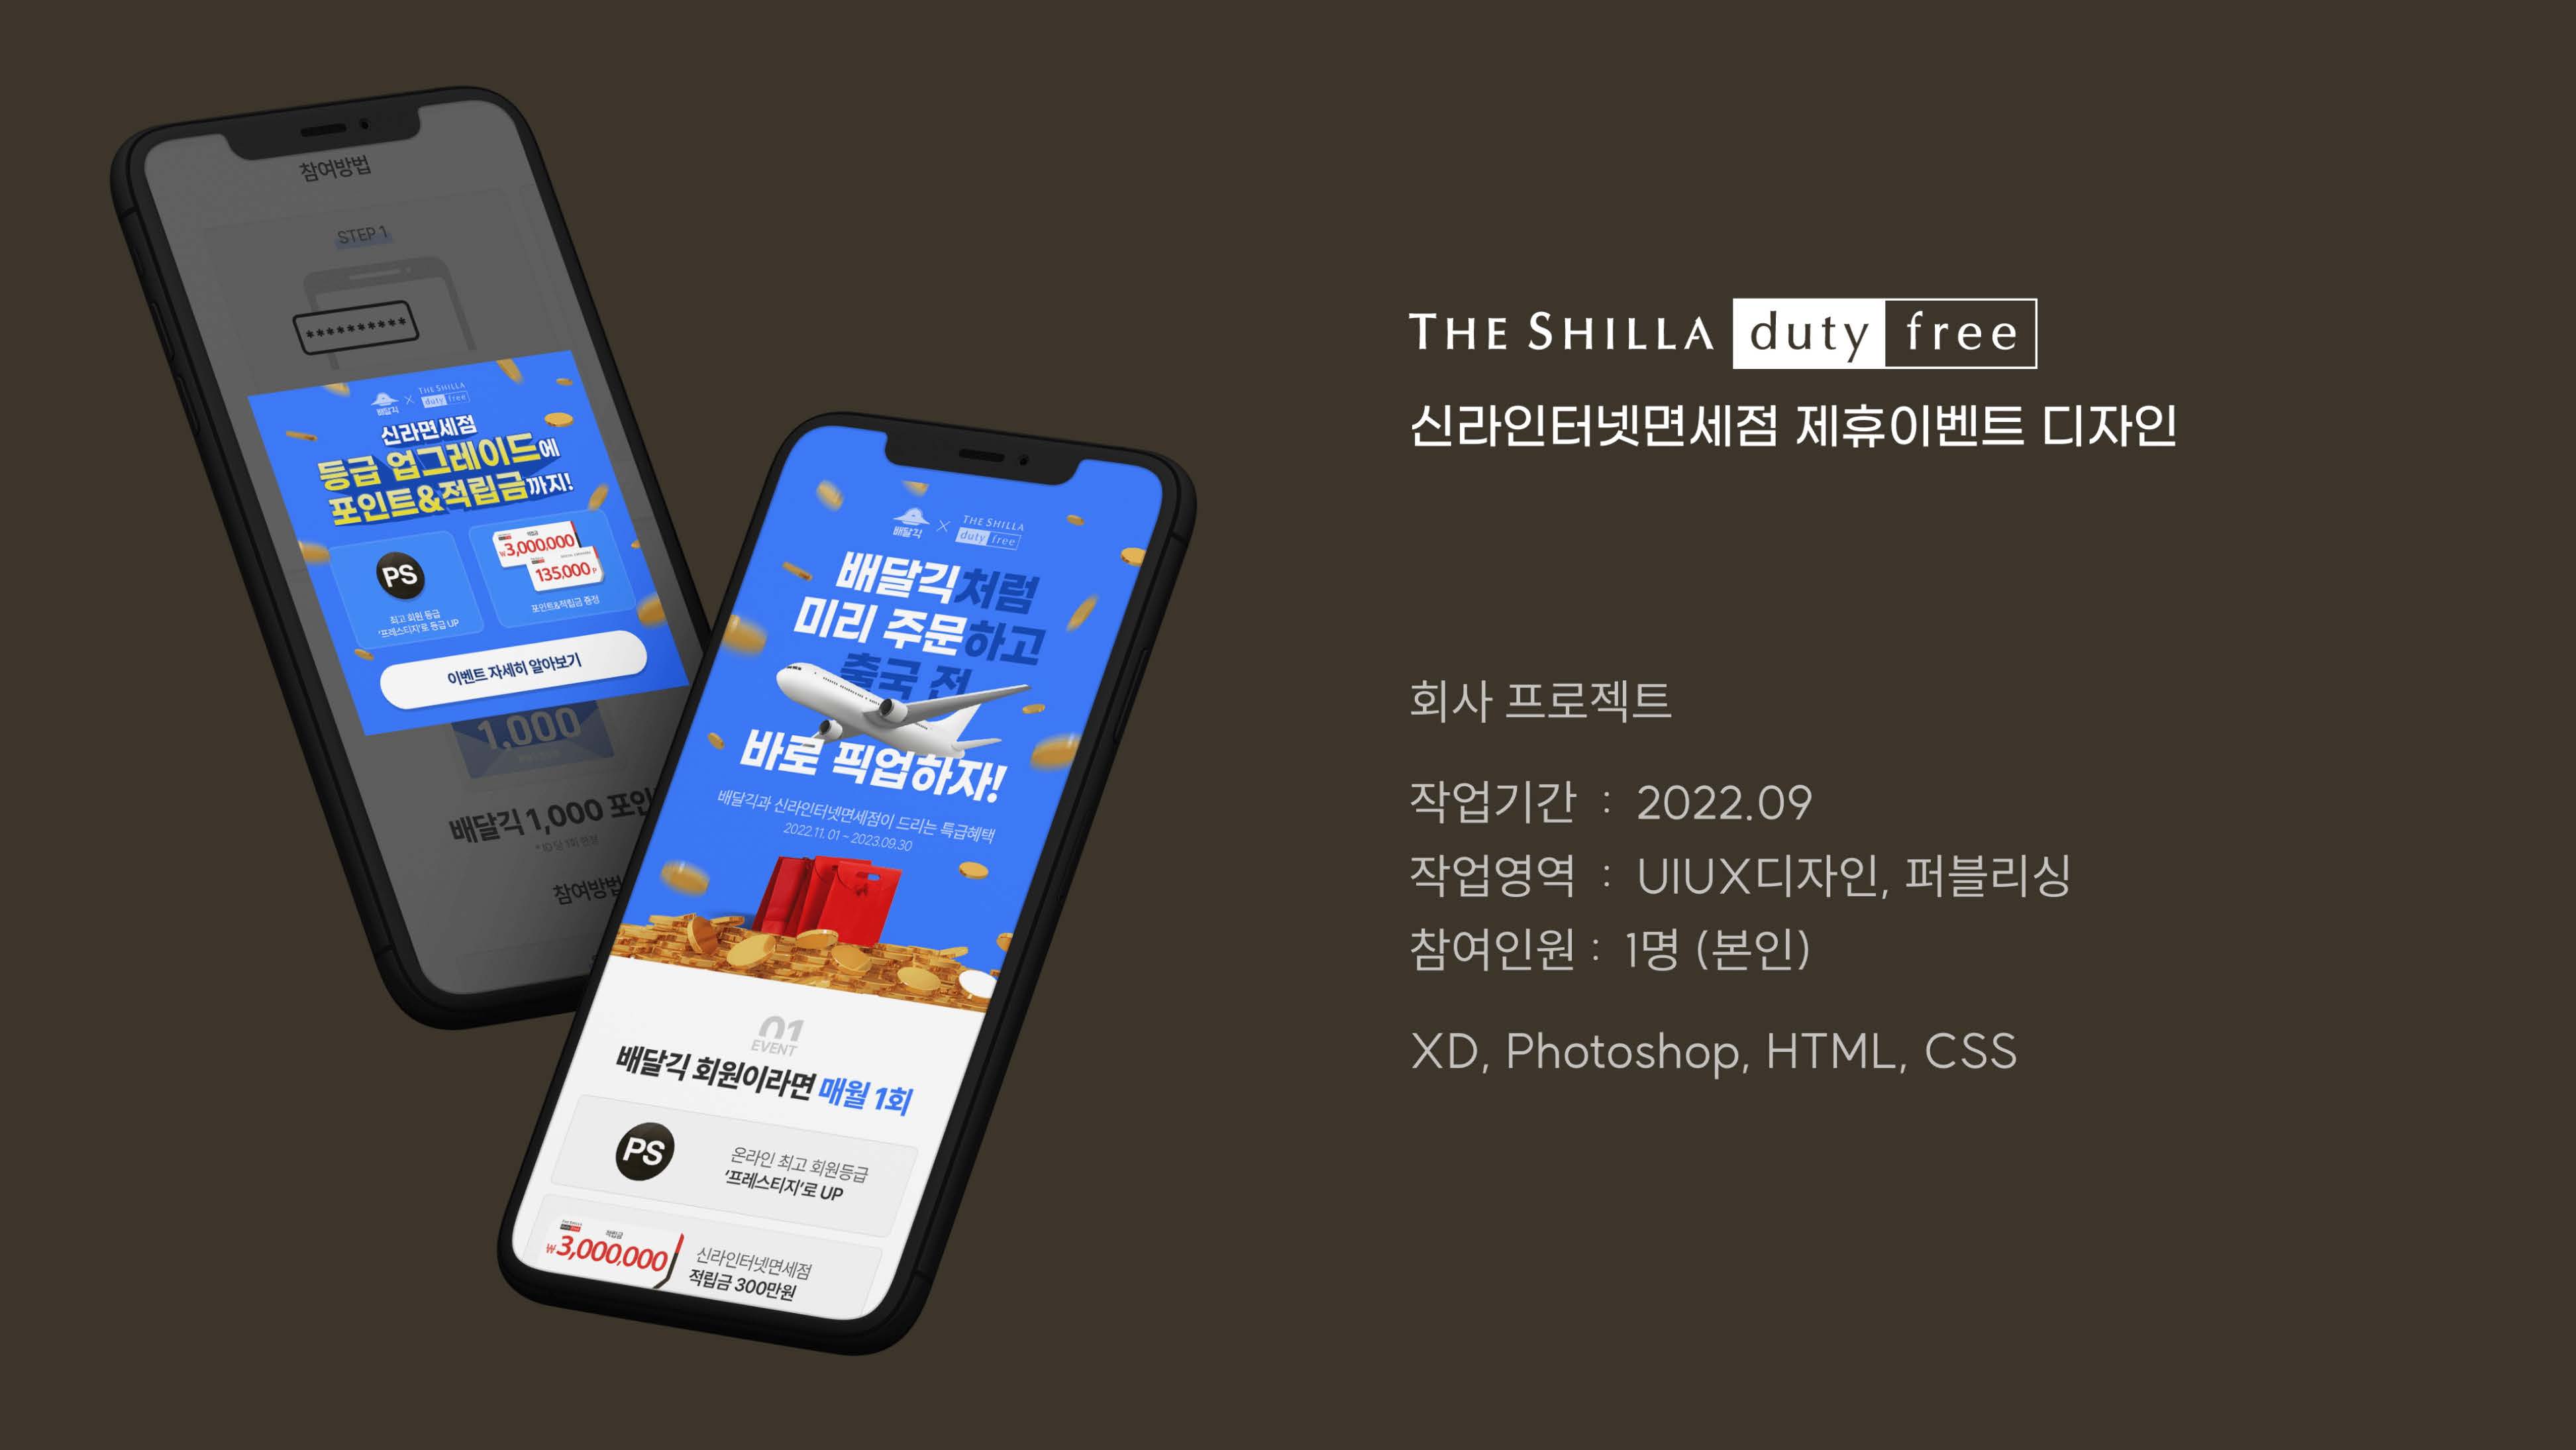 참여방법
STEP 1
**********
배달긱 × THE SHILLA duty free
신라면세점
등급 업그레이드에
포인트&적립금까지!
PS
최고 회원 등급
'프레스티지'로 등급 UP
적립금
₩3,000,000
135,000 P
포인트&적립금 증정
이벤트 자세히 알아보기
1,000
배달긱 1,000 포인
참여방법
배달긱 × THE SHILLA duty free
배달긱처럼
미리 주문하고
출국 전
바로 픽업하자!
배달긱과 신라인터넷면세점이 드리는 특급혜택
2022.11. 01 ~ 2023.09.30
01
EVENT
배달긱 회원이라면 매월 1회
PS
온라인 최고 회원등급
'프레스티지'로 UP
적립금
₩3,000,000
신라인터넷면세점
적립금 300만원
THE SHILLA duty free
신라인터넷면세점 제휴이벤트 디자인
회사 프로젝트
작업기간 : 2022.09
작업영역 : UIUX디자인, 퍼블리싱
참여인원 : 1명 (본인)
XD, Photoshop, HTML, CSS